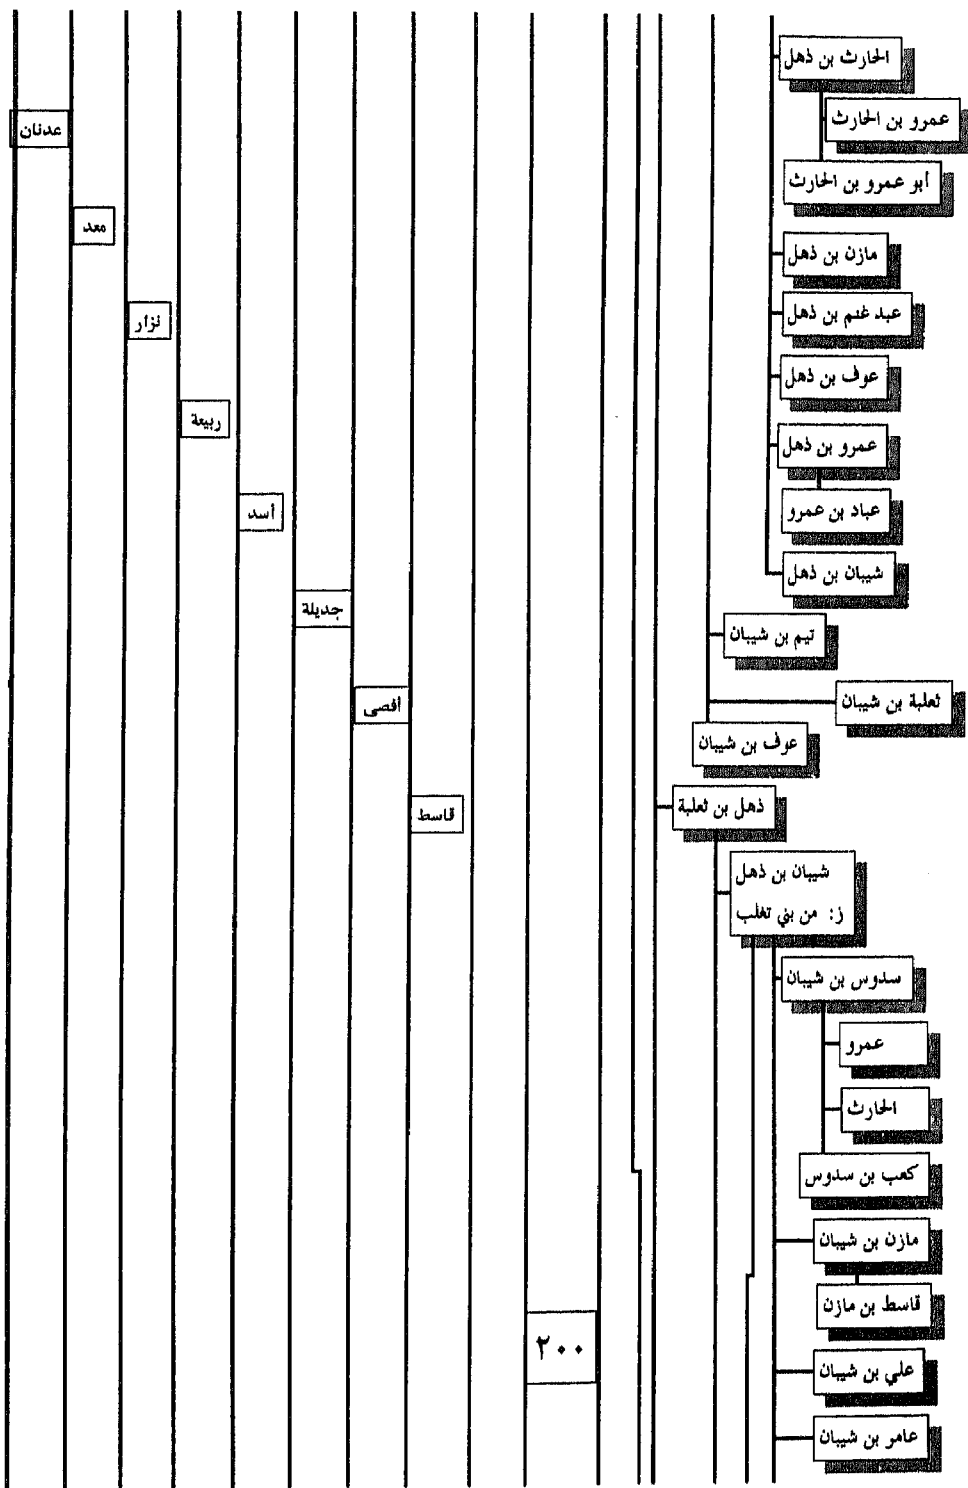 الحارث بن ذهل
عمرو بن الحارث
أبو عمرو بن الحارث
مازن بن ذهل
عبد غنم بن ذهل
عوف بن ذهل
عمرو بن ذهل
عباد بن عمرو
شيبان بن ذهل
تيم بن شيبان
ثعلبة بن شيبان
عوف بن شيبان
ذهل بن ثعلبة
شيبان بن ذهل
ز: من بني تغلب
سدوس بن شيبان
عمرو
الحارث
كعب بن سدوس
مازن بن شيبان
قاسط بن مازن
علي بن شيبان
عامر بن شيبان
عدنان
معد
نزار
ربيعة
أسد
جديلة
أفصى
قاسط
٢٠٠